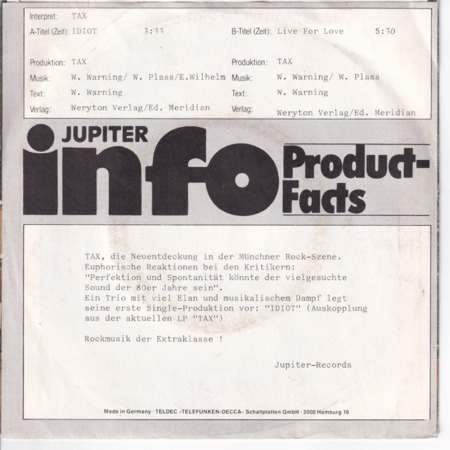 Interpret: TAX
A-Titel (Zeit): IDIOT 3:33 B-Titel (Zeit): Live For Love 5:30
Produktion: TAX Produktion: TAX
Musik: W. Warning/ W. Plass/E.Wilhelm Musik: W. Warning/ W. Plass
Text: W. Warning Text: W. Warning
Verlag: Weryton Verlag/Ed. Meridian Verlag: Weryton Verlag/Ed. Meridian
JUPITER
info Product-
Facts
TAX, die Neuentdeckung in der Münchner Rock-Szene.
Euphorische Reaktionen bei den Kritikern:
"Perfektion und Spontanität könnte der vielgesuchte
Sound der 80er Jahre sein".
Ein Trio mit viel Elan und musikalischem Dampf legt
seine erste Single-Produktion vor: "IDIOT" (Auskopplung
aus der aktuellen LP "TAX")
Rockmusik der Extraklasse !
Jupiter-Records
Made in Germany · TELDEC »TELEFUNKEN-DECCA« Schallplatten GmbH · 2000 Hamburg 19